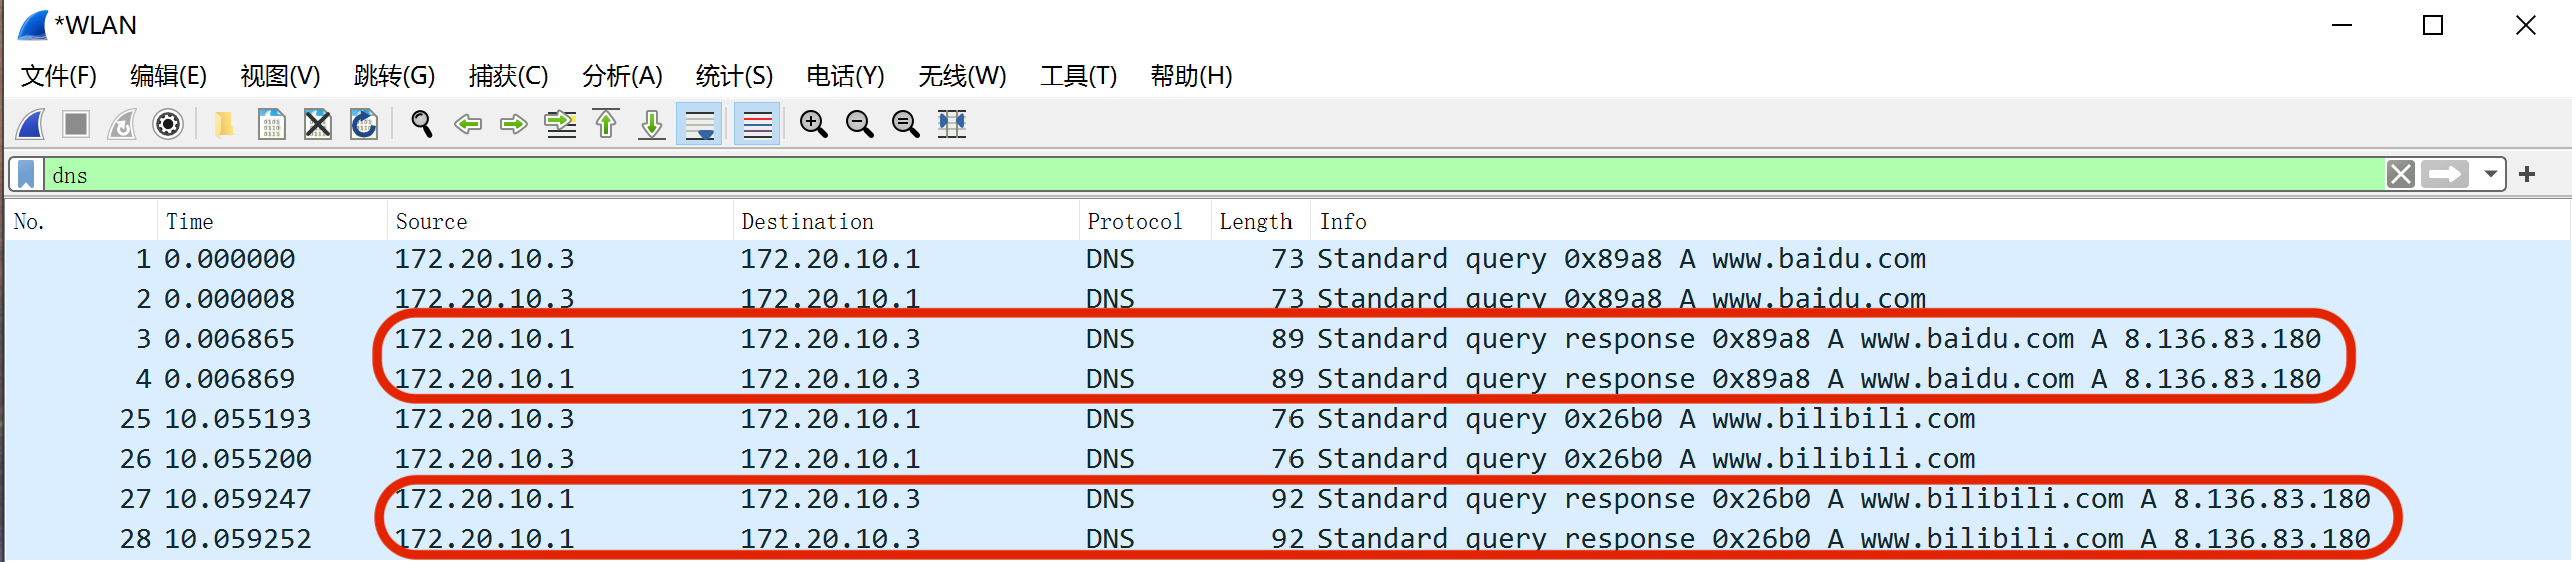 *WLAN
文件(F) 编辑(E) 视图(V) 跳转(G) 捕获(C) 分析(A) 统计(S) 电话(Y) 无线(W) 工具(T) 帮助(H)
dns
No. Time Source Destination Protocol Length Info
1 0.000000 172.20.10.3 172.20.10.1 DNS 73 Standard query 0x89a8 A www.baidu.com
2 0.000008 172.20.10.3 172.20.10.1 DNS 73 Standard query 0x89a8 A www.baidu.com
3 0.006865 172.20.10.1 172.20.10.3 DNS 89 Standard query response 0x89a8 A www.baidu.com A 8.136.83.180
4 0.006869 172.20.10.1 172.20.10.3 DNS 89 Standard query response 0x89a8 A www.baidu.com A 8.136.83.180
25 10.055193 172.20.10.3 172.20.10.1 DNS 76 Standard query 0x26b0 A www.bilibili.com
26 10.055200 172.20.10.3 172.20.10.1 DNS 76 Standard query 0x26b0 A www.bilibili.com
27 10.059247 172.20.10.1 172.20.10.3 DNS 92 Standard query response 0x26b0 A www.bilibili.com A 8.136.83.180
28 10.059252 172.20.10.1 172.20.10.3 DNS 92 Standard query response 0x26b0 A www.bilibili.com A 8.136.83.180